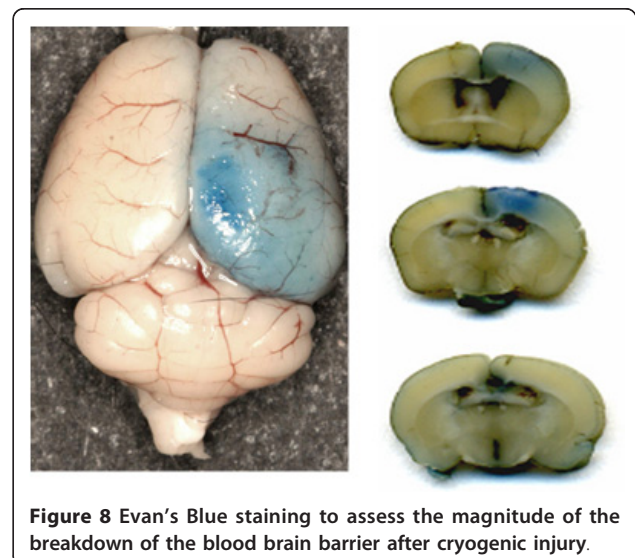 Figure 8 Evan's Blue staining to assess the magnitude of the
breakdown of the blood brain barrier after cryogenic injury.